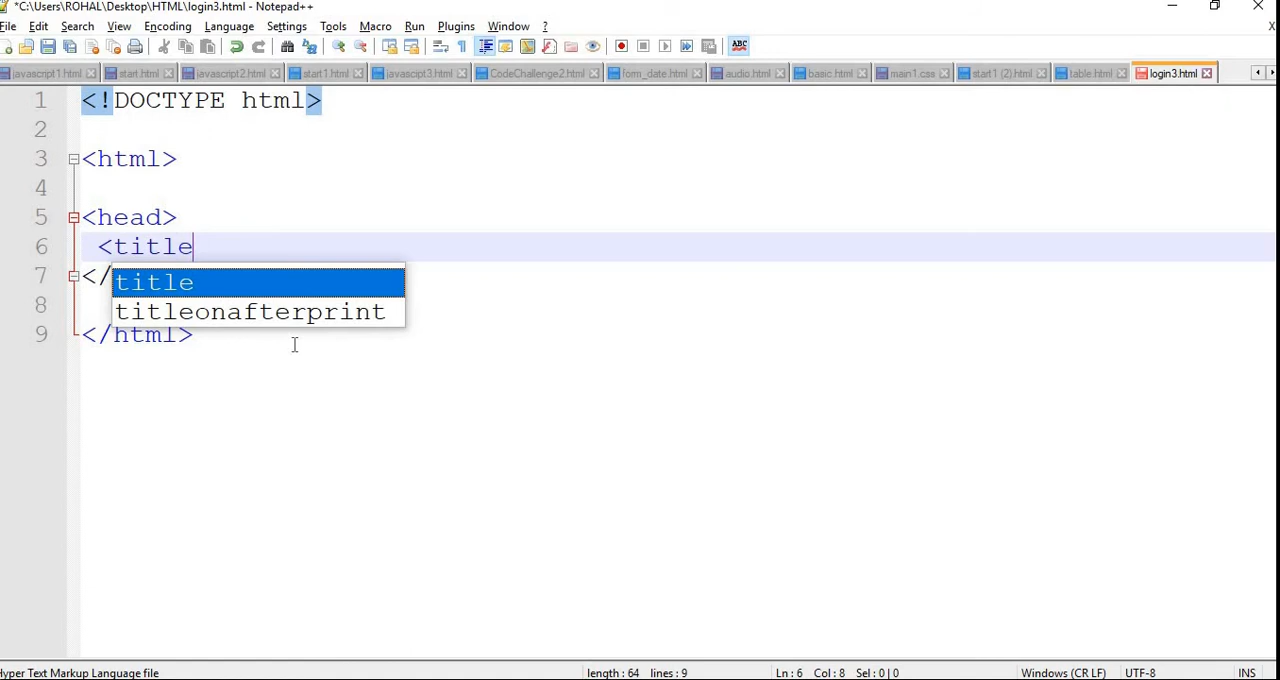 *C:\Users\ROHAL\Desktop\HTML\login3.html - Notepad++
File Edit Search View Encoding Language Settings Tools Macro Run Plugins Window ? X
ABC
javascript1.html start.html javascript2.html start1.html javascipt3.html CodeChallenge2.html form_date.html audio.html basic.html main1.css start1 (2).html table.html login3.html
1 <!DOCTYPE html>
2
3 <html>
4
5 <head>
6 <title
7 </
title
8
titleonafterprint
9 </html>
Hyper Text Markup Language file length : 64 lines : 9 Ln : 6 Col : 8 Sel : 0 | 0 Windows (CR LF) UTF-8 INS